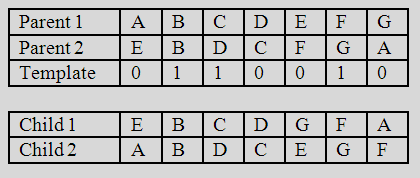 Parent 1 A B C D E F G
Parent 2 E B D C F G A
Template 0 1 1 0 0 1 0
Child 1 E B C D G F A
Child 2 A B D C E G F